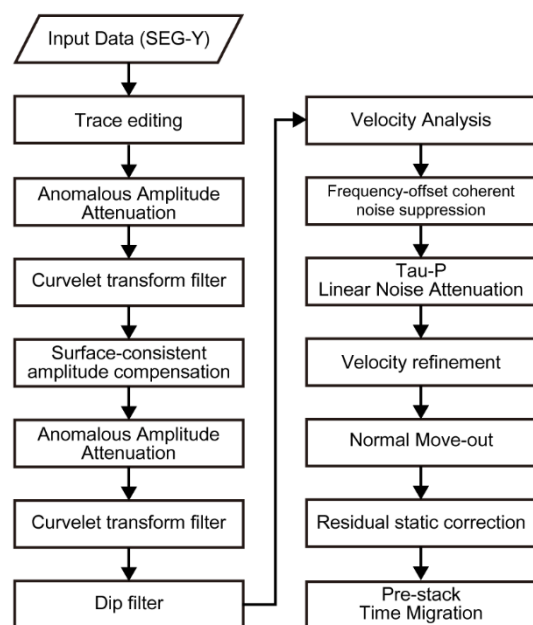 Input Data (SEG-Y)
Trace editing
Anomalous Amplitude
Attenuation
Curvelet transform filter
Surface-consistent
amplitude compensation
Anomalous Amplitude
Attenuation
Curvelet transform filter
Dip filter
Velocity Analysis
Frequency-offset coherent
noise suppression
Tau-P
Linear Noise Attenuation
Velocity refinement
Normal Move-out
Residual static correction
Pre-stack
Time Migration